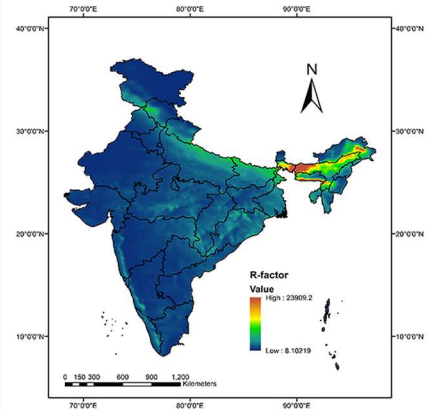 70°0'0"E 80°0'0"E 90°0'0"E
40°0'0"N 40°0'0"N
N
30°0'0"N 30°0'0"N
20°0'0"N 20°0'0"N
R-factor
Value
High : 23909.2
10°0'0"N 10°0'0"N
Low : 8.10219
0 150 300 600 900 1,200
Kilometers
70°0'0"E 80°0'0"E 90°0'0"E